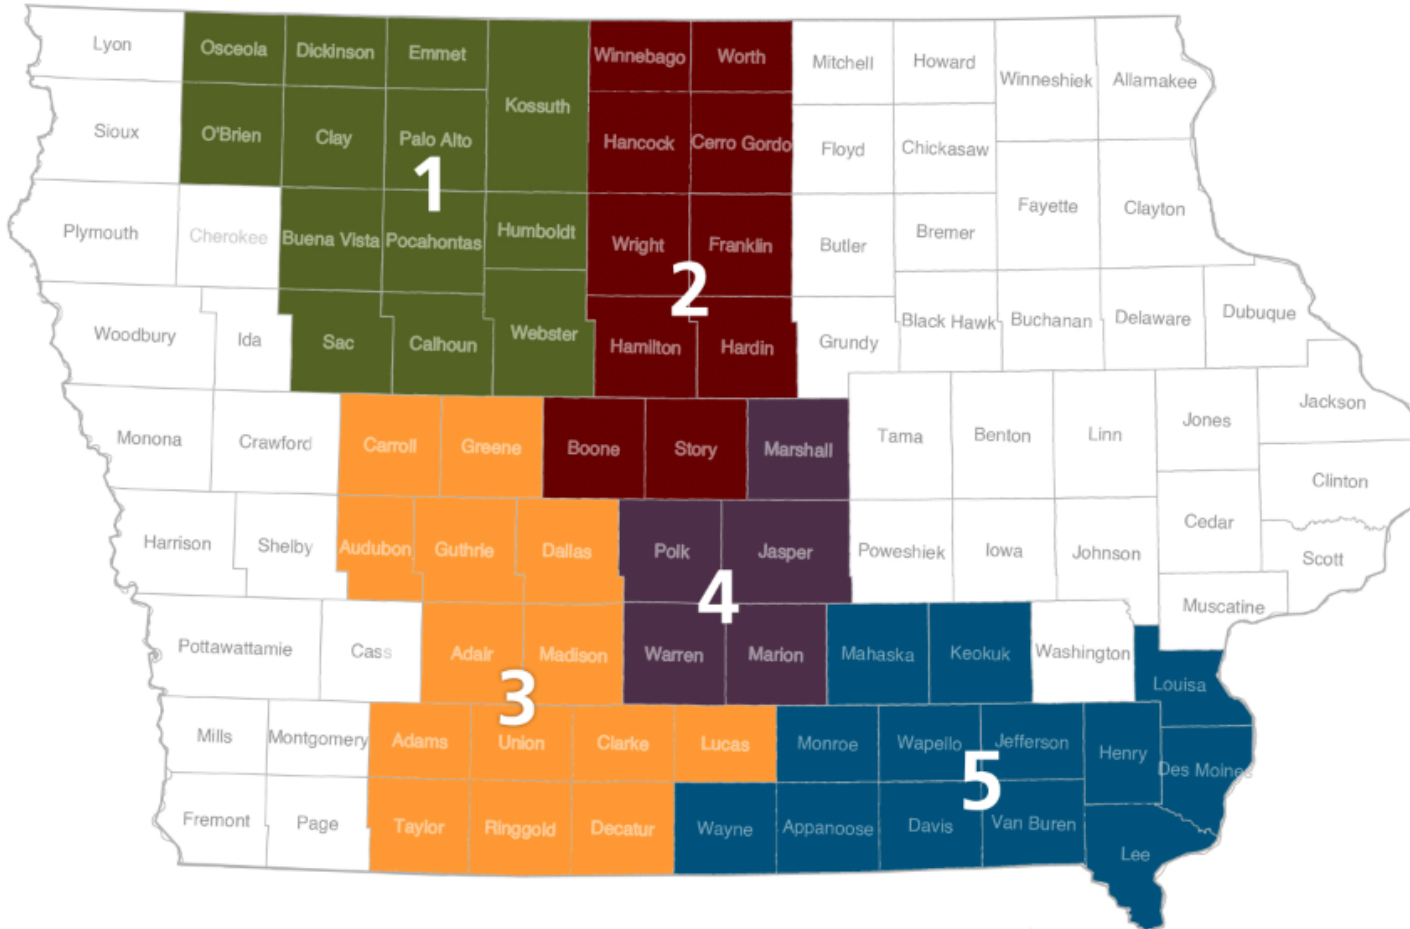 Lyon
Osceola
Dickinson
Emmet
Kossuth
Winnebago
Worth
Mitchell
Howard
Winneshiek
Allamakee
Sioux
O'Brien
Clay
Palo Alto
Hancock
Cerro Gordo
Floyd
Chickasaw
1
Plymouth
Cherokee
Buena Vista
Pocahontas
Humboldt
Wright
Franklin
Butler
Bremer
Fayette
Clayton
2
Woodbury
Ida
Sac
Calhoun
Webster
Hamilton
Hardin
Grundy
Black Hawk
Buchanan
Delaware
Dubuque
Monona
Crawford
Carroll
Greene
Boone
Story
Marshall
Tama
Benton
Linn
Jones
Jackson
Clinton
Harrison
Shelby
Audubon
Guthrie
Dallas
Polk
Jasper
Poweshiek
Iowa
Johnson
Cedar
Scott
4
Muscatine
Pottawattamie
Cass
Adair
Madison
Warren
Marion
Mahaska
Keokuk
Washington
Louisa
3
Mills
Montgomery
Adams
Union
Clarke
Lucas
Monroe
Wapello
Jefferson
Henry
Des Moines
5
Fremont
Page
Taylor
Ringgold
Decatur
Wayne
Appanoose
Davis
Van Buren
Lee